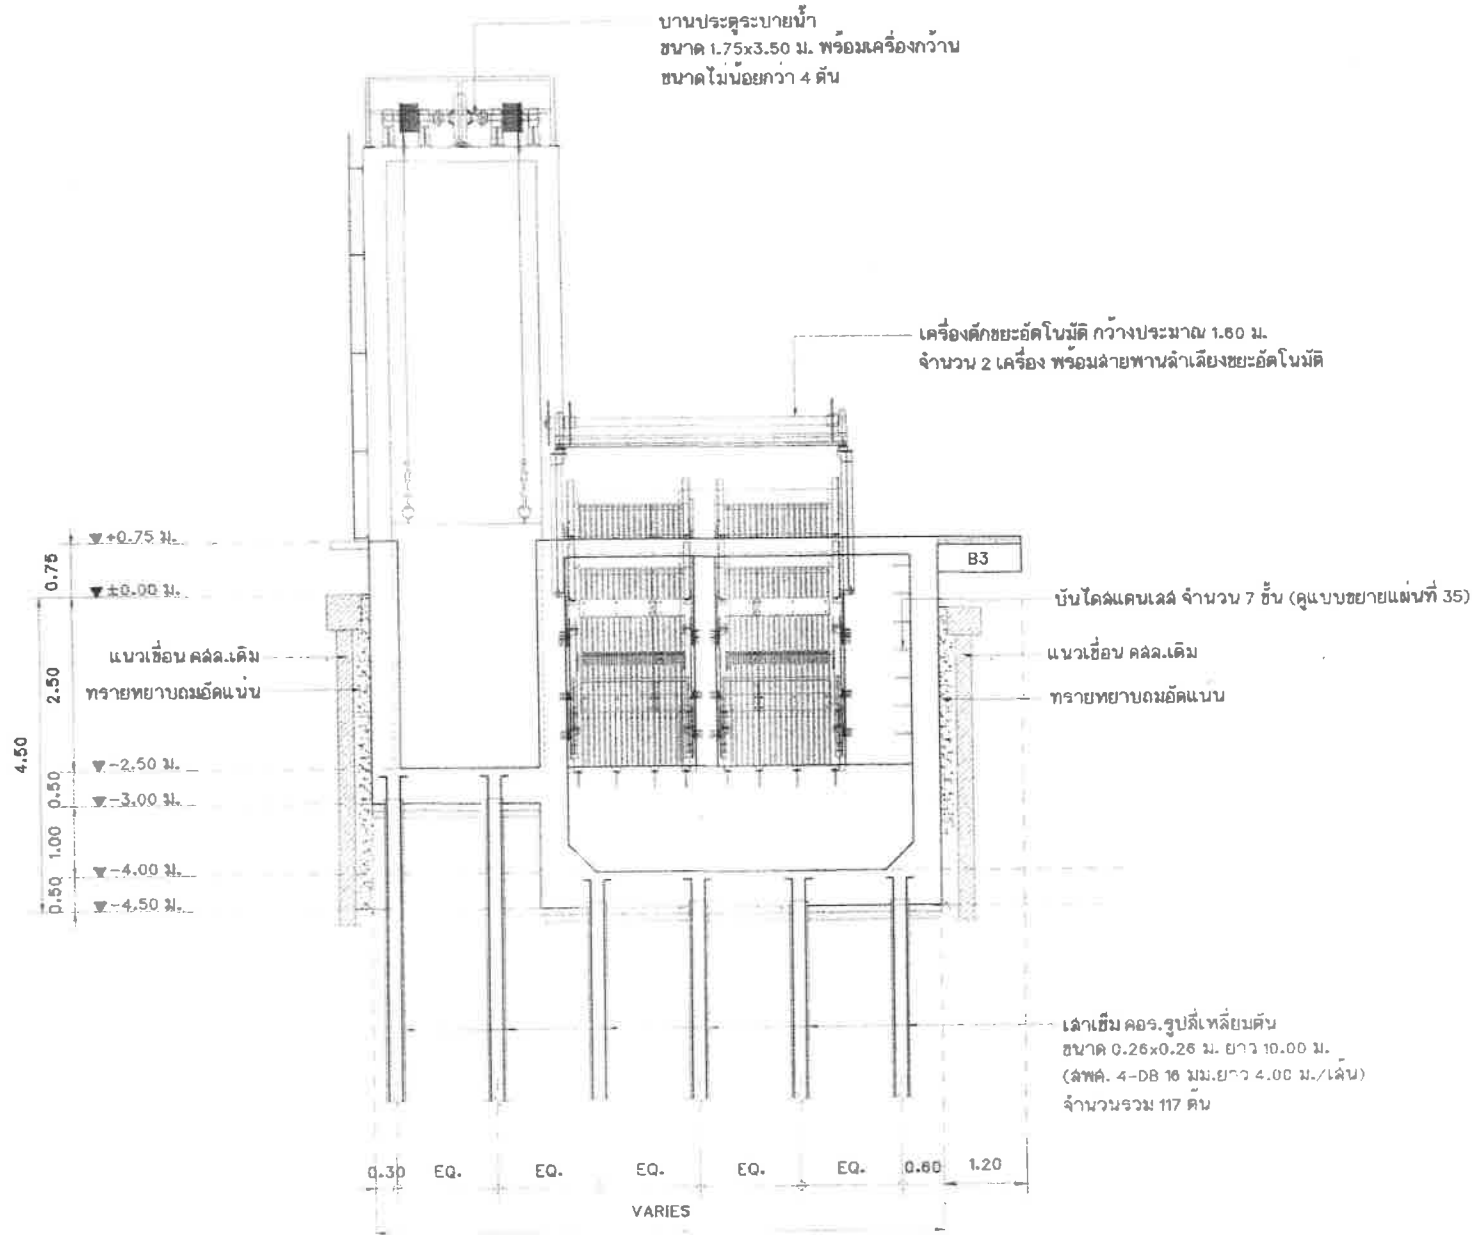 บานประตูระบายน้ำ
ขนาด 1.75x3.50 ม. พร้อมเครื่องกว้าน
ขนาดไม่น้อยกว่า 4 ตัน
เครื่องดักขยะอัตโนมัติ กว้างประมาณ 1.60 ม.
จำนวน 2 เครื่อง พร้อมสายพานลำเลียงขยะอัตโนมัติ
+0.75 ม.
0.75
B3
±0.00 ม.
บันไดสแตนเลส จำนวน 7 ขั้น (ดูแบบขยายแผ่นที่ 35)
แนวเขื่อน คสล.เดิม
แนวเขื่อน คสล.เดิม
2.50
ทรายหยาบถมอัดแน่น
ทรายหยาบถมอัดแน่น
4.50
-2.50 ม.
0.50
-3.00 ม.
1.00
-4.00 ม.
0.50
-4.50 ม.
เสาเข็ม คอร.รูปสี่เหลี่ยมตัน
ขนาด 0.26x0.26 ม. ยาว 10.00 ม.
(สพค. 4-DB 16 มม.ยาว 4.00 ม./เส้น)
จำนวนรวม 117 ต้น
0.30 EQ. EQ. EQ. EQ. EQ. 0.60 1.20
VARIES